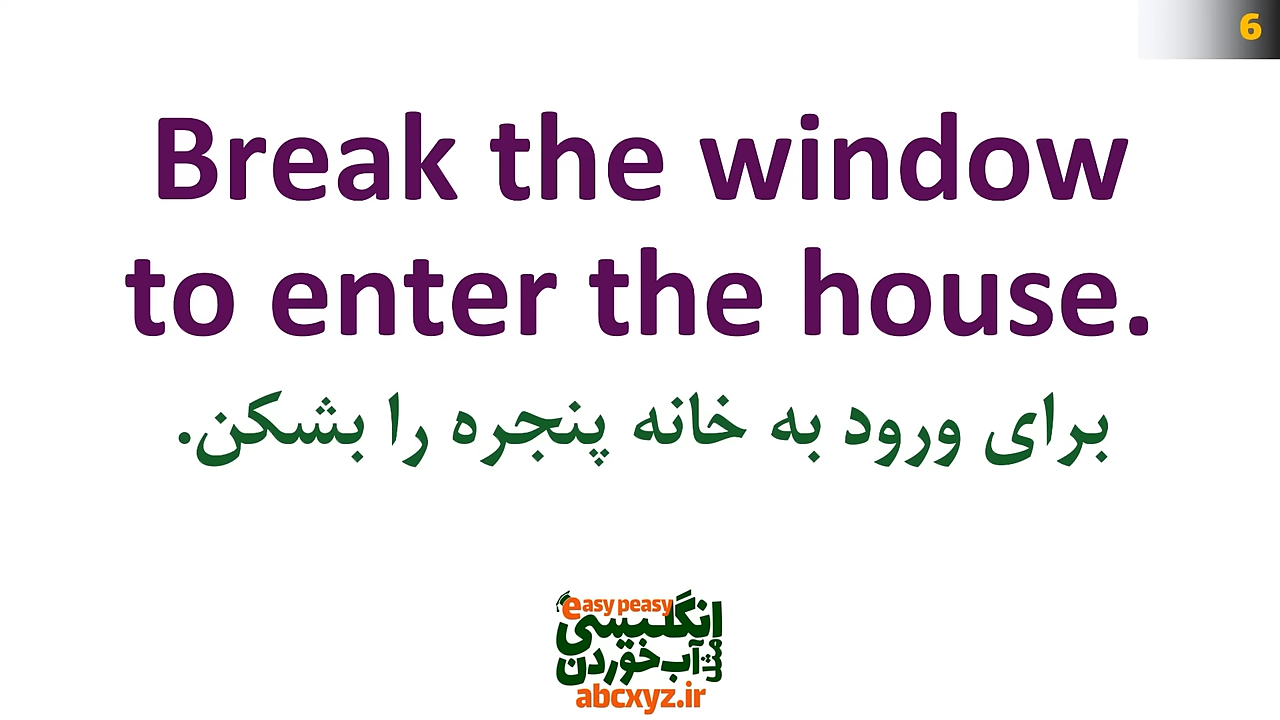 6
Break the window
to enter the house.
برای ورود به خانه پنجره را بشکن.
easy peasy
انگلیسی
مثل آب خوردن
abcxyz.ir